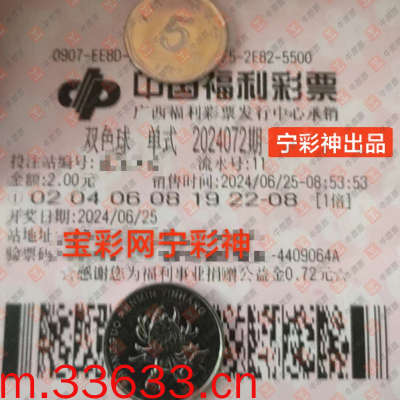 5
0907-EE8D-
75-2E82-5500
中国福利彩票
广西福利彩票发行中心承销
双色球 单式 2024072期
宁彩神出品
投注站编号: 流水号:11
金额:2.00元 销售时间:2024/06/25-08:53:53
① 02 04 06 08 19 22-08 [1倍]
开奖日期:2024/06/25
站地址:
宝彩网宁彩神
验票码: -4409064A
☆感谢您为福利事业捐赠公益金0.72元☆
m.33633.cn